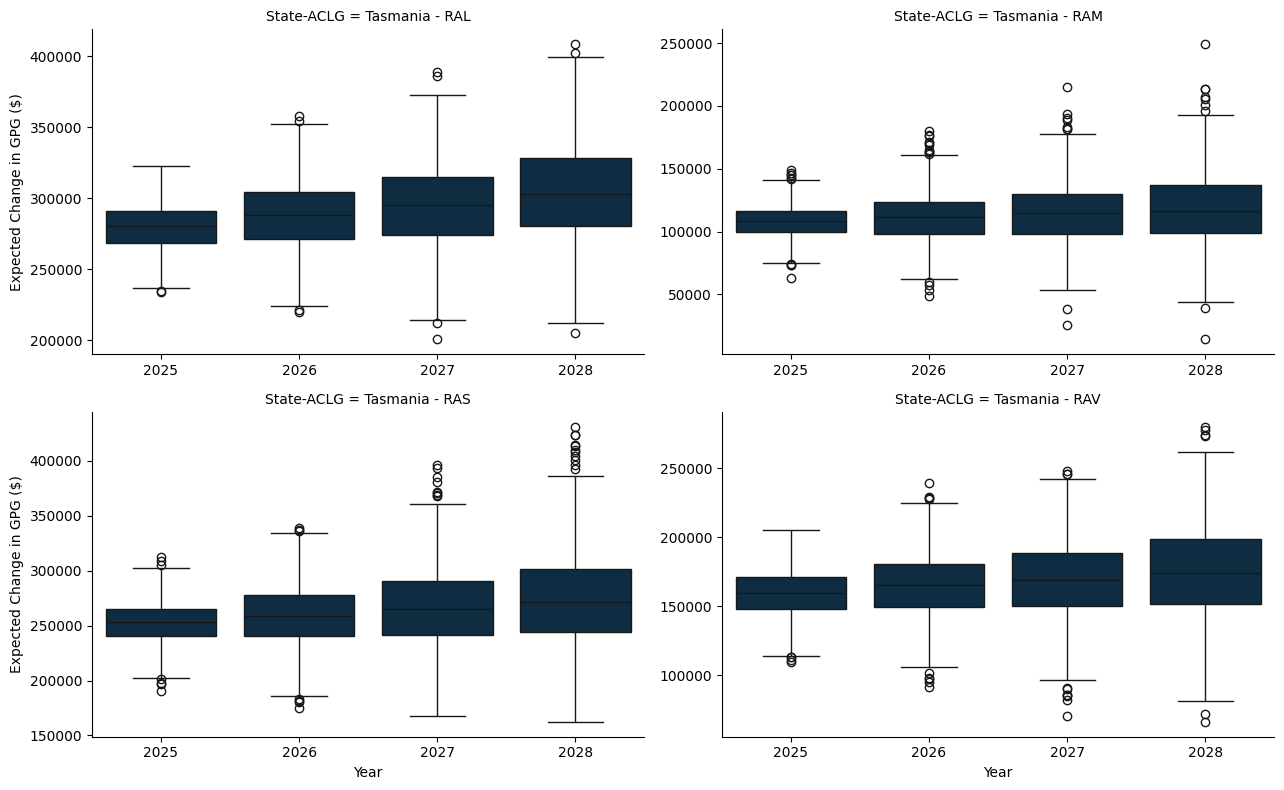 State-ACLG = Tasmania - RAL
Expected Change in GPG ($)
400000
350000
300000
250000
200000
2025 2026 2027 2028
State-ACLG = Tasmania - RAM
250000
200000
150000
100000
50000
2025 2026 2027 2028
State-ACLG = Tasmania - RAS
Expected Change in GPG ($)
400000
350000
300000
250000
200000
150000
2025 2026 2027 2028
Year
State-ACLG = Tasmania - RAV
250000
200000
150000
100000
2025 2026 2027 2028
Year